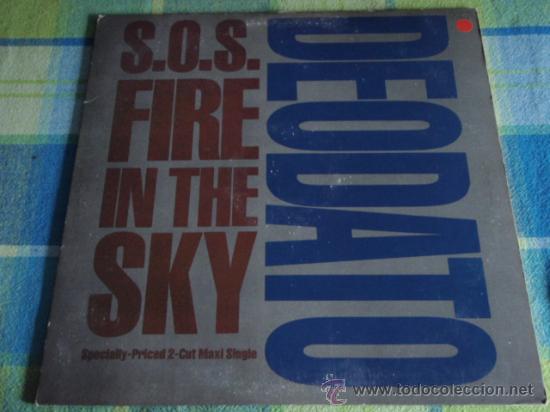 S.O.S.
FIRE
IN THE
SKY
DEODATO
Specially-Priced 2-Cut Maxi Single
www.todocoleccion.net